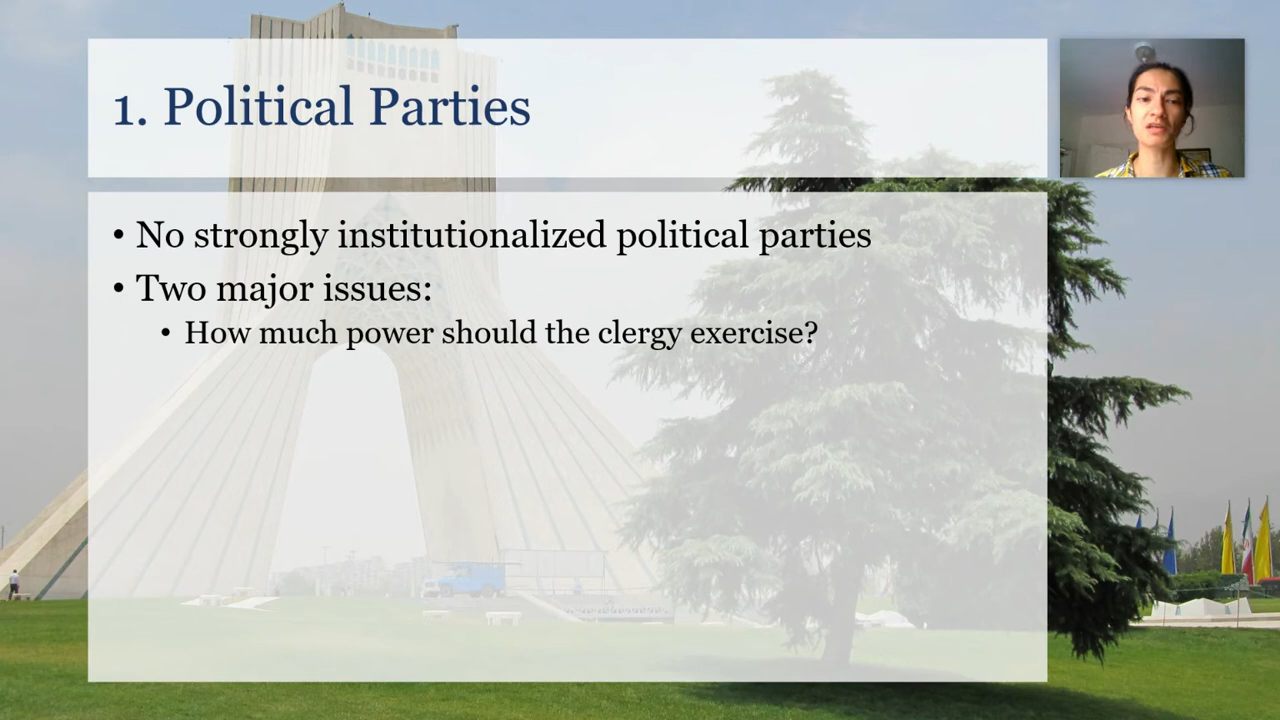 1. Political Parties
• No strongly institutionalized political parties
• Two major issues:
• How much power should the clergy exercise?